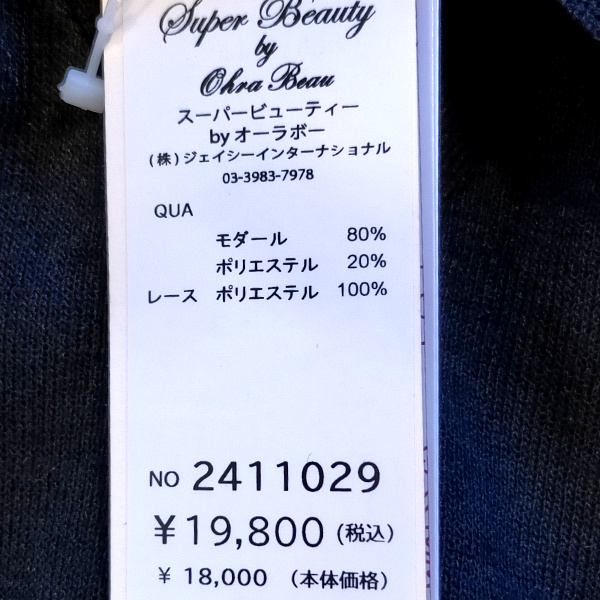 Super Beauty
by
Ohra Beau
スーパービューティー
by オーラボー
(株)ジェイシーインターナショナル
03-3983-7978
QUA
モダール 80%
ポリエステル 20%
レース ポリエステル 100%
NO 2411029
¥19,800 (税込)
¥ 18,000 (本体価格)